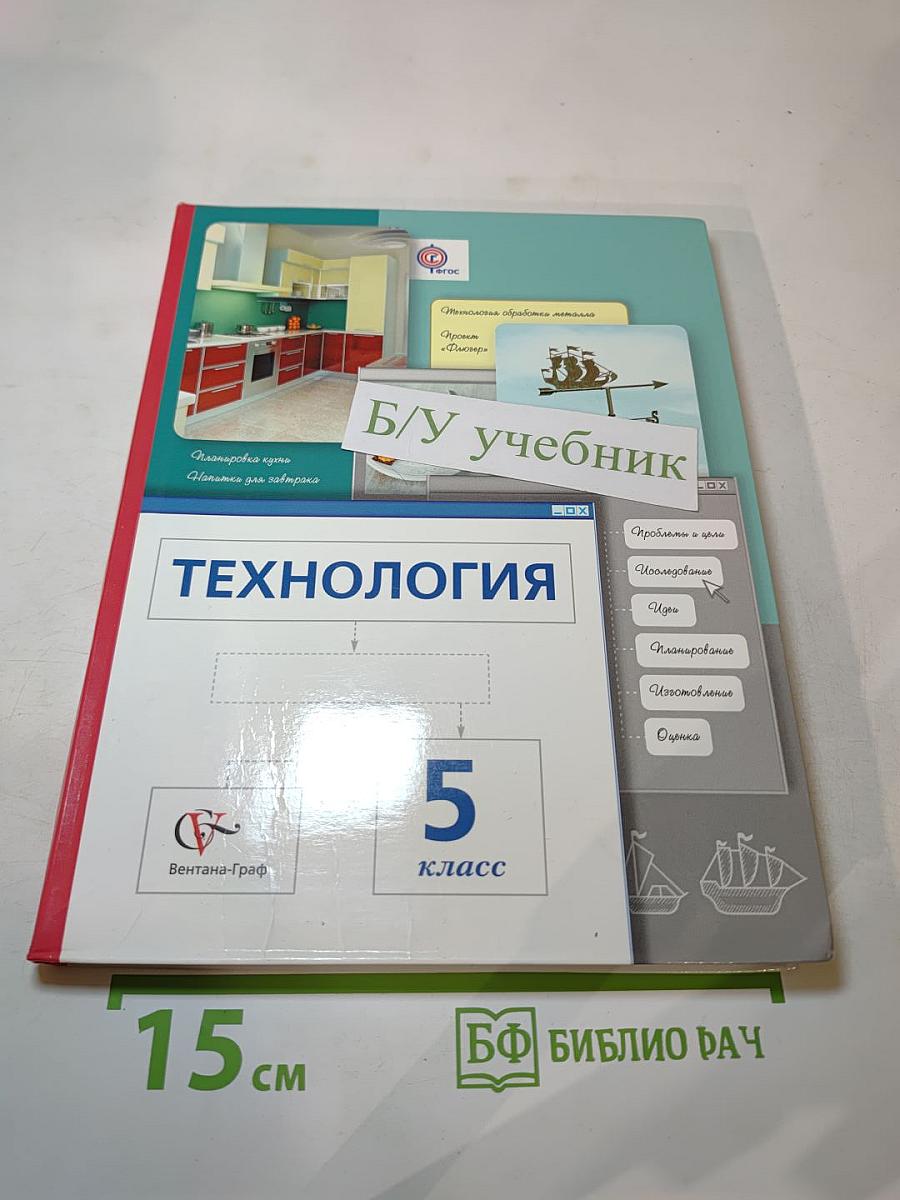 ФГОС
Технология обработки металла
Проект
«Флюгер»
Б/У учебник
Планировка кухни
Напитки для завтрака
ТЕХНОЛОГИЯ
Проблемы и цели
Исследование
Идеи
Планирование
Изготовление
Оценка
5
класс
Вентана-Граф
15 см
БФ БИБЛИО